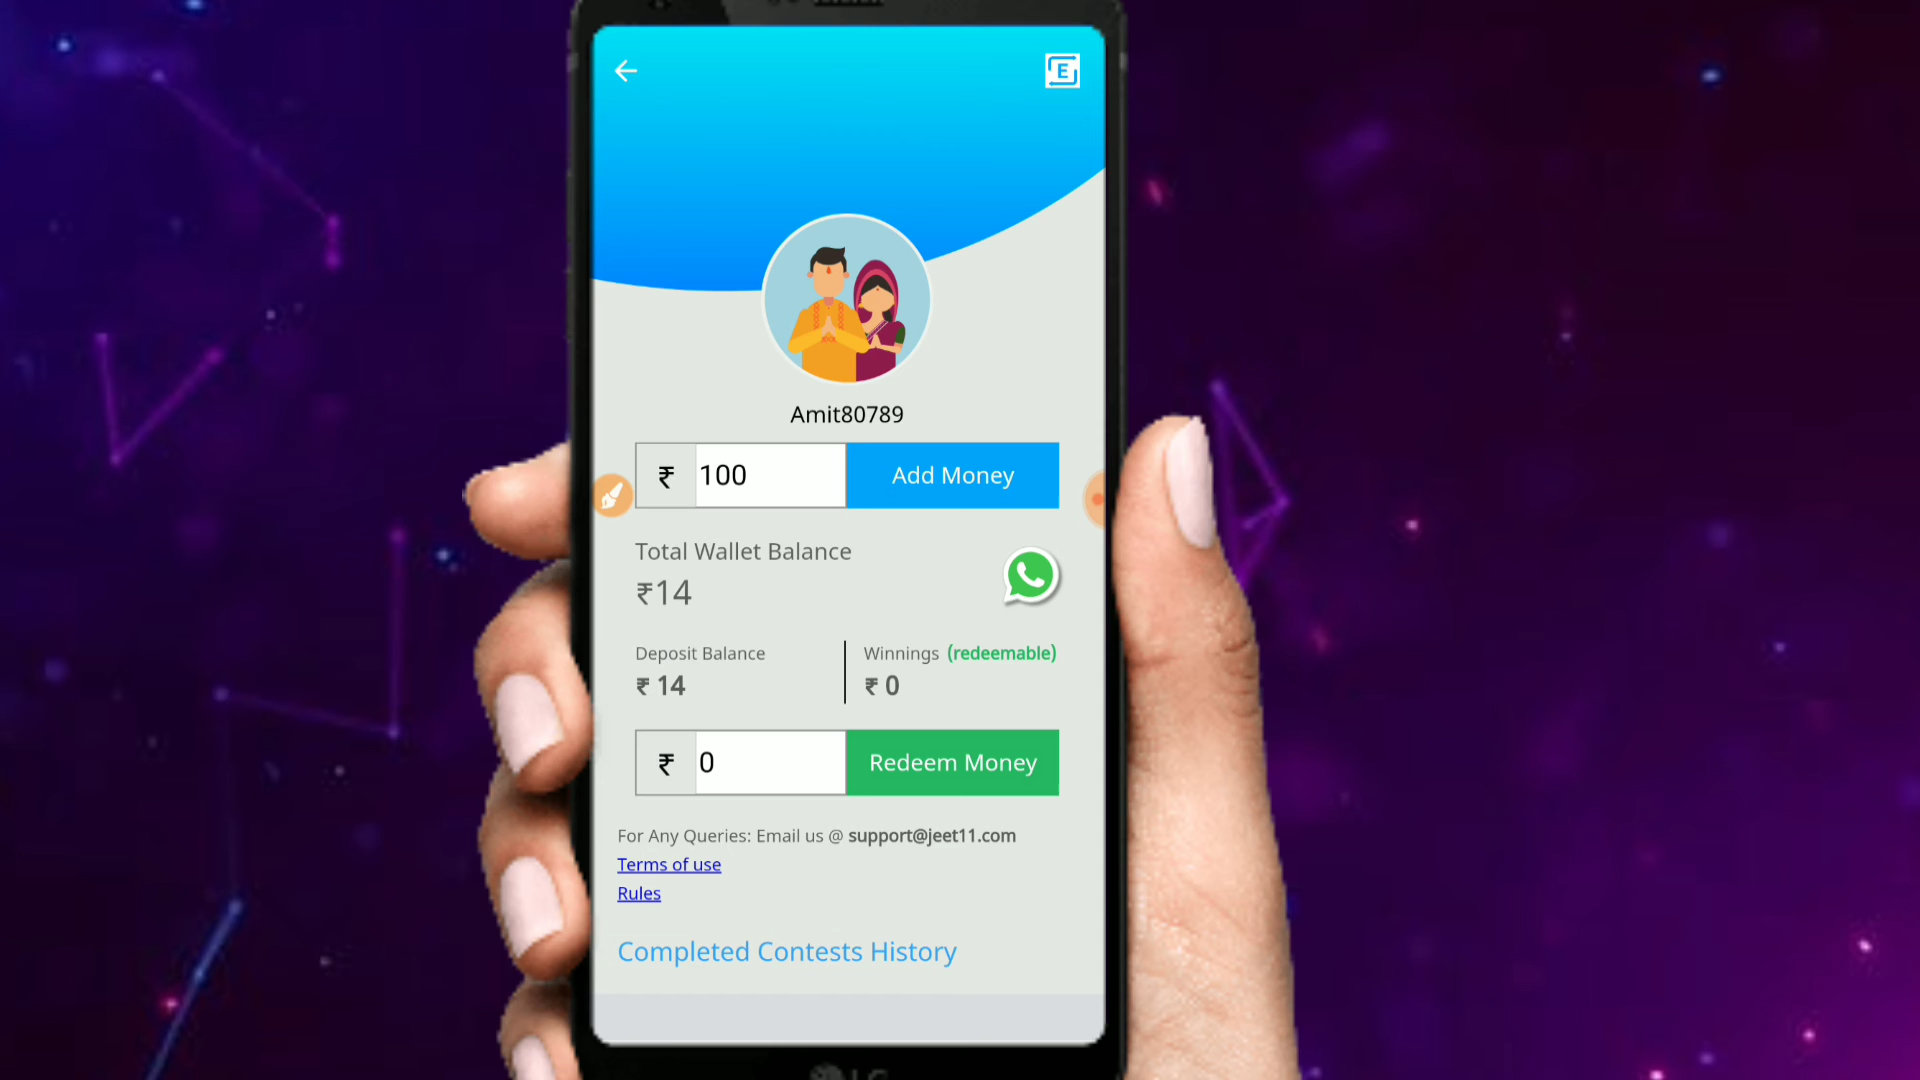 E
Amit80789
₹ 100 Add Money
Total Wallet Balance
₹14
Deposit Balance Winnings (redeemable)
₹ 14 ₹ 0
₹ 0 Redeem Money
For Any Queries: Email us @ support@jeet11.com
Terms of use
Rules
Completed Contests History